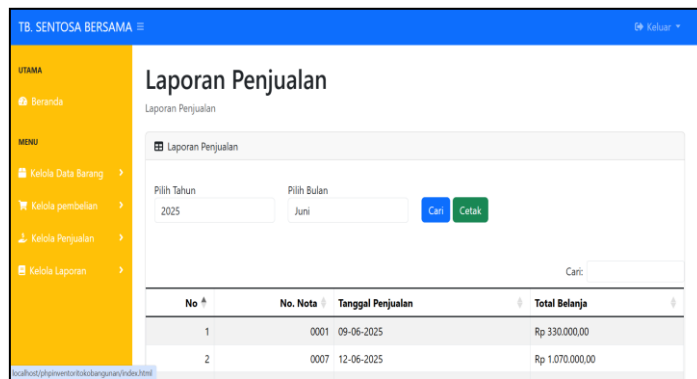 TB. SENTOSA BERSAMA
Keluar
UTAMA
Beranda
MENU
Kelola Data Barang
Kelola pembelian
Kelola Penjualan
Kelola Laporan
Laporan Penjualan
Laporan Penjualan
Laporan Penjualan
Pilih Tahun Pilih Bulan
2025 Juni Cari Cetak
Cari:
No No. Nota Tanggal Penjualan Total Belanja
1 0001 09-06-2025 Rp 330.000,00
2 0007 12-06-2025 Rp 1.070.000,00
localhost/phpinventoritokobangunan/index.html